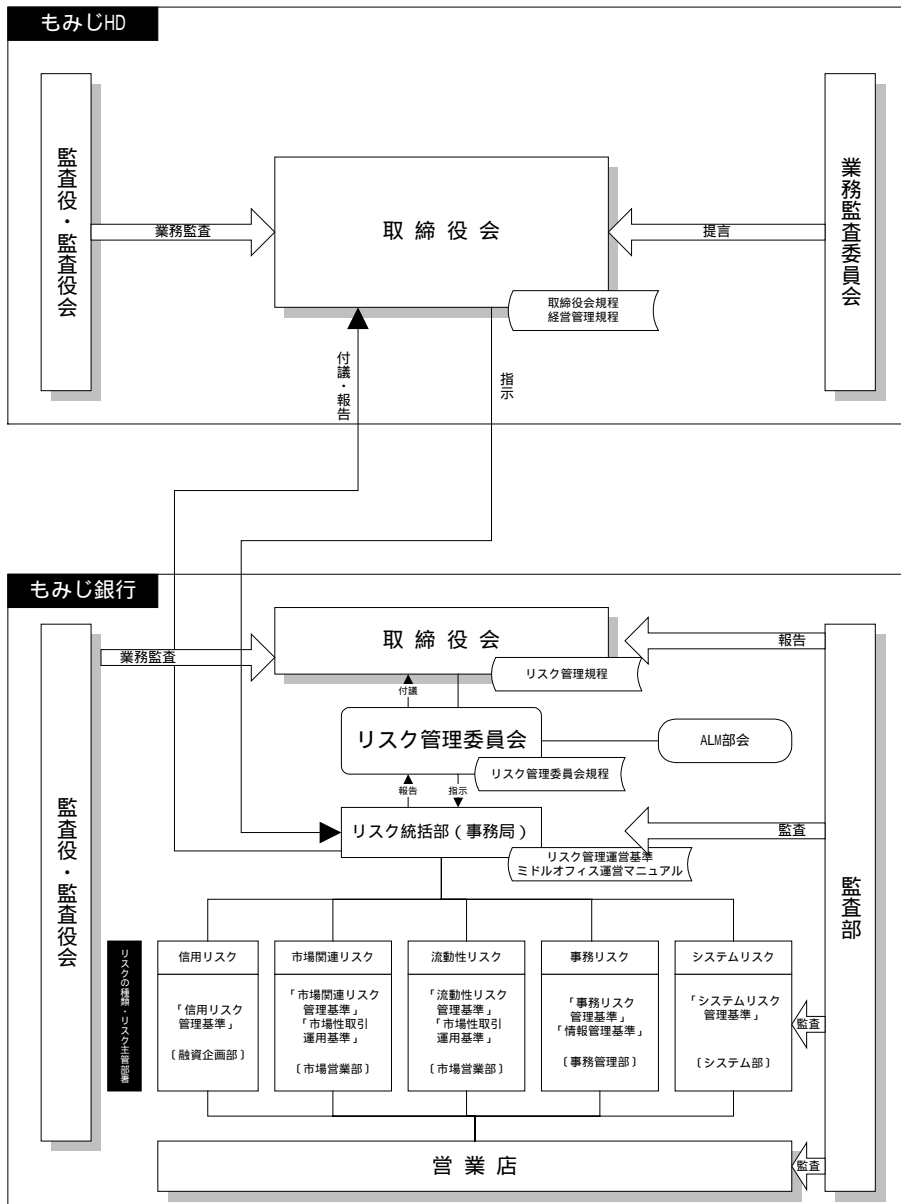 もみじHD
監査役・監査役会
業務監査
取締役会
取締役会規程
経営管理規程
提言
業務監査委員会
付議・報告
指示
もみじ銀行
監査役・監査役会
業務監査
取締役会
リスク管理規程
報告
付議
リスク管理委員会
リスク管理委員会規程
ALM部会
報告
指示
リスク統括部（事務局）
リスク管理運営基準
ミドルオフィス運営マニュアル
監査
監査部
リスクの種類・リスク主管部署
信用リスク
「信用リスク
管理基準」
〔融資企画部〕
市場関連リスク
「市場関連リスク
管理基準」
「市場性取引
運用基準」
〔市場営業部〕
流動性リスク
「流動性リスク
管理基準」
「市場性取引
運用基準」
〔市場営業部〕
事務リスク
「事務リスク
管理基準」
「情報管理基準」
〔事務管理部〕
システムリスク
「システムリスク
管理基準」
〔システム部〕
監査
営業店
監査